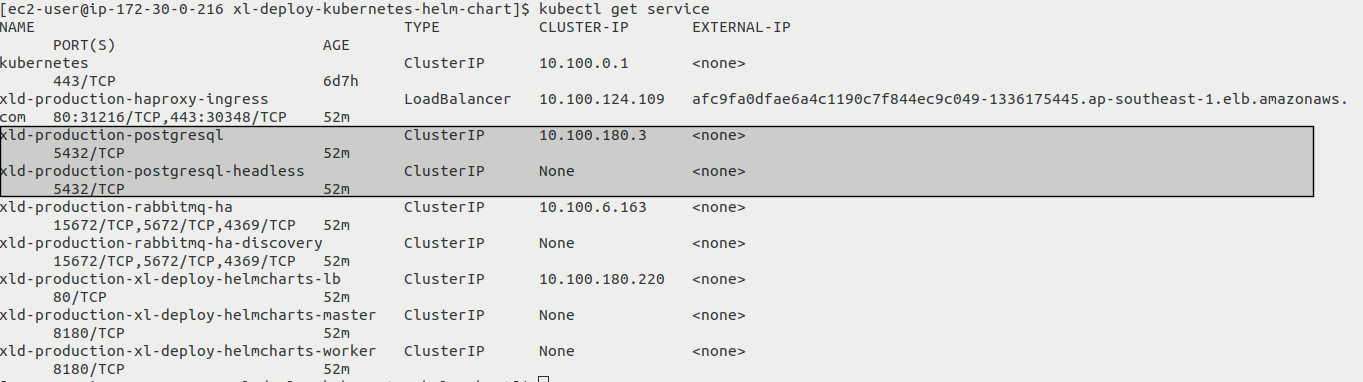 [ec2-user@ip-172-30-0-216 xl-deploy-kubernetes-helm-chart]$ kubectl get service
NAME TYPE CLUSTER-IP EXTERNAL-IP
PORT(S) AGE
kubernetes ClusterIP 10.100.0.1 <none>
443/TCP 6d7h
xld-production-haproxy-ingress LoadBalancer 10.100.124.109 afc9fa0dfae6a4c1190c7f844ec9c049-1336175445.ap-southeast-1.elb.amazonaws.
com 80:31216/TCP,443:30348/TCP 52m
xld-production-postgresql ClusterIP 10.100.180.3 <none>
5432/TCP 52m
xld-production-postgresql-headless ClusterIP None <none>
5432/TCP 52m
xld-production-rabbitmq-ha ClusterIP 10.100.6.163 <none>
15672/TCP,5672/TCP,4369/TCP 52m
xld-production-rabbitmq-ha-discovery ClusterIP None <none>
15672/TCP,5672/TCP,4369/TCP 52m
xld-production-xl-deploy-helmcharts-lb ClusterIP 10.100.180.220 <none>
80/TCP 52m
xld-production-xl-deploy-helmcharts-master ClusterIP None <none>
8180/TCP 52m
xld-production-xl-deploy-helmcharts-worker ClusterIP None <none>
8180/TCP 52m